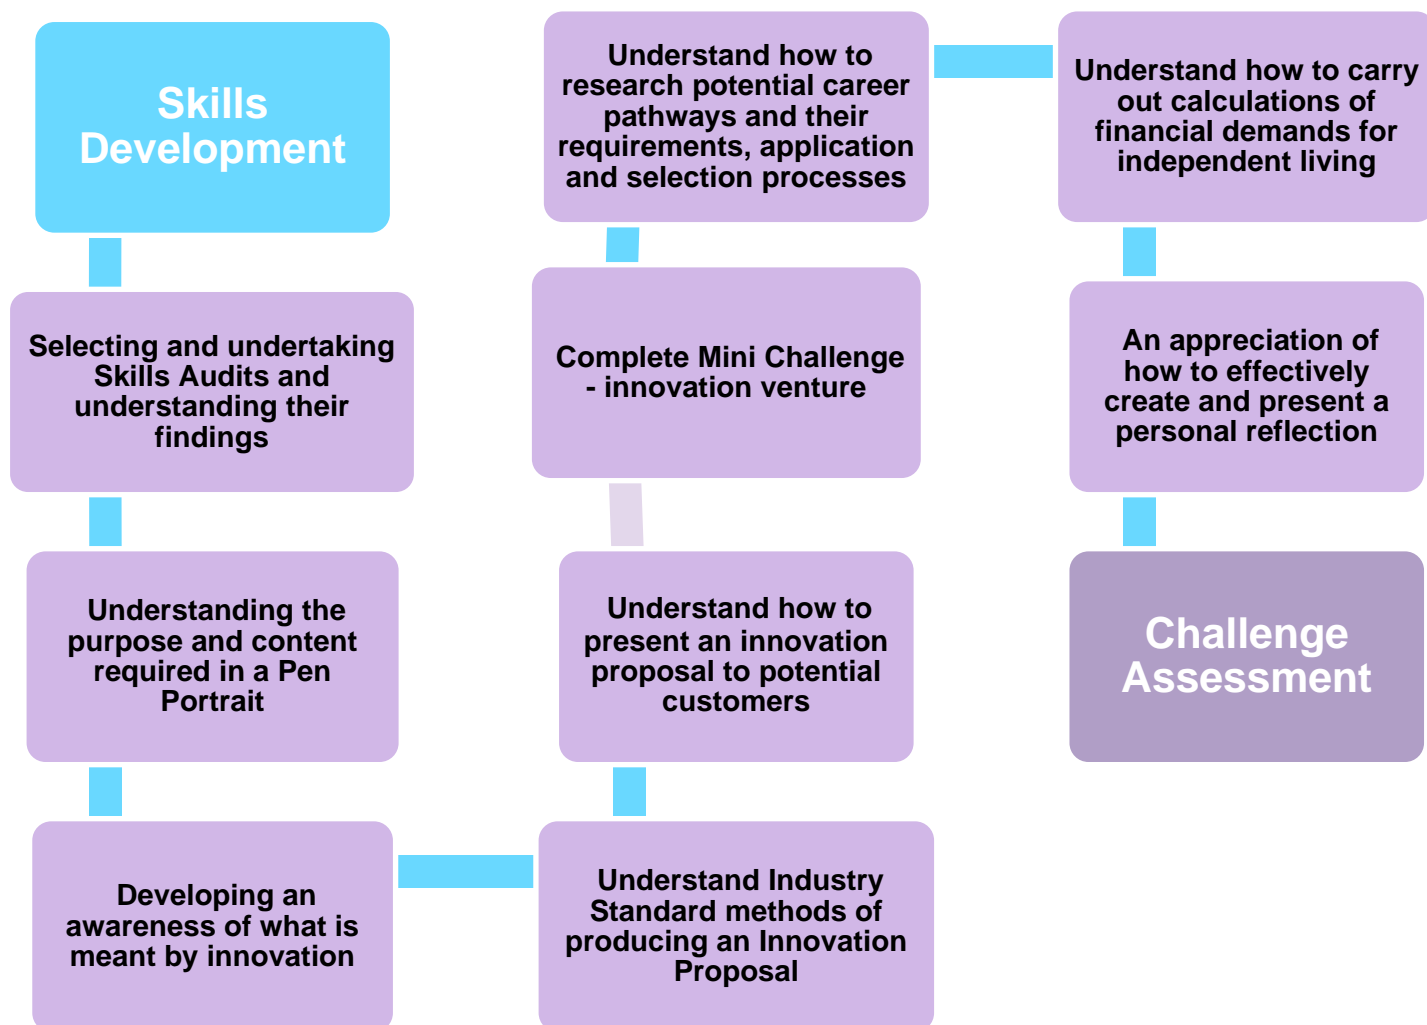 Skills
Development
Selecting and undertaking
Skills Audits and
understanding their
findings
Understanding the
purpose and content
required in a Pen
Portrait
Developing an
awareness of what is
meant by innovation
Understand Industry
Standard methods of
producing an Innovation
Proposal
Understand how to
present an innovation
proposal to potential
customers
Complete Mini Challenge
- innovation venture
Understand how to
research potential career
pathways and their
requirements, application
and selection processes
Understand how to carry
out calculations of
financial demands for
independent living
An appreciation of
how to effectively
create and present a
personal reflection
Challenge
Assessment